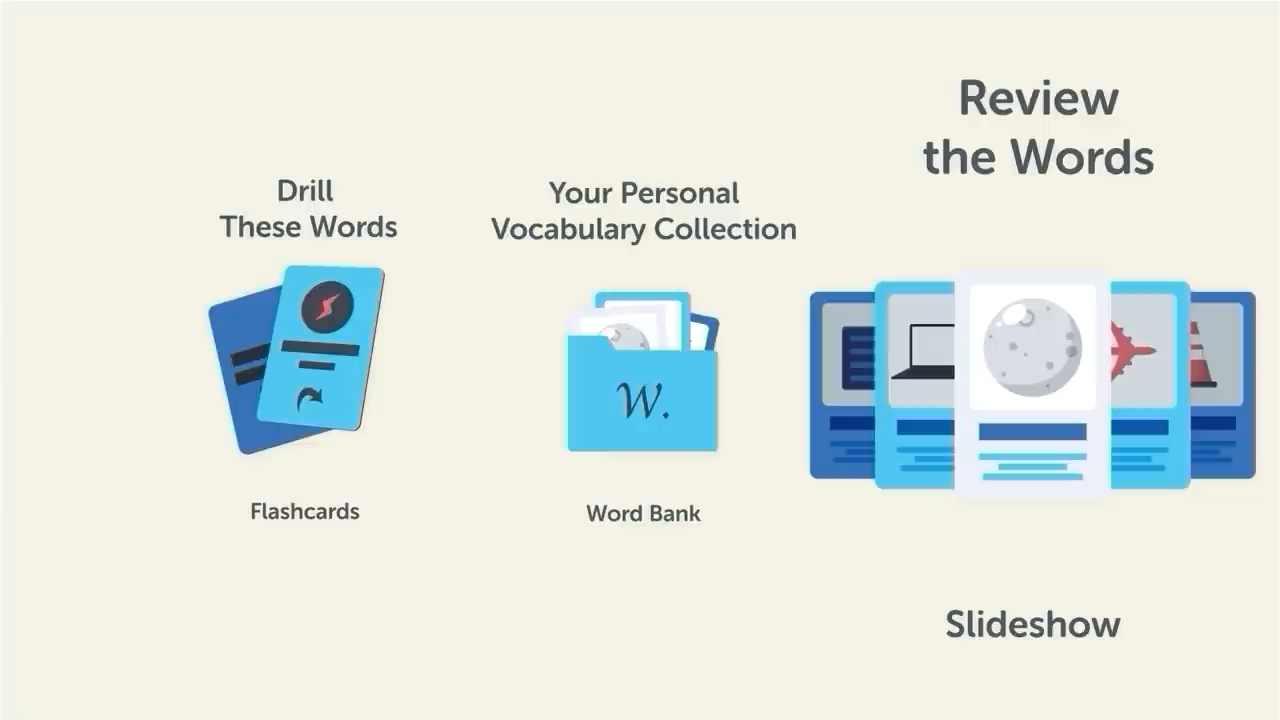 Drill
These Words
Flashcards
Your Personal
Vocabulary Collection
W.
Word Bank
Review
the Words
Slideshow